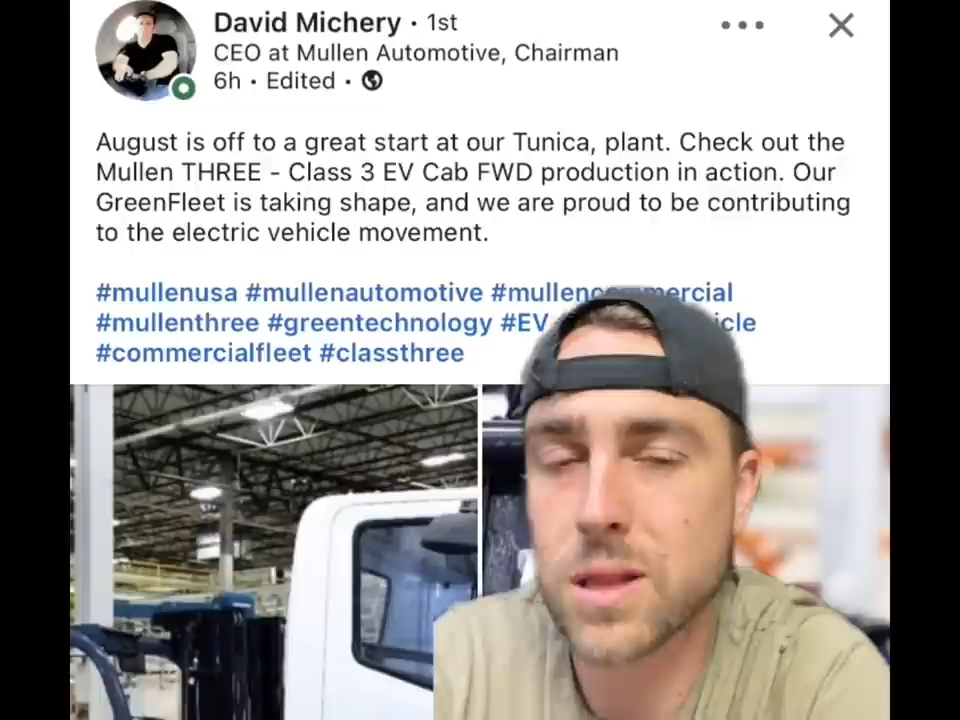 David Michery · 1st
CEO at Mullen Automotive, Chairman
6h · Edited ·
August is off to a great start at our Tunica, plant. Check out the
Mullen THREE - Class 3 EV Cab FWD production in action. Our
GreenFleet is taking shape, and we are proud to be contributing
to the electric vehicle movement.
#mullenusa #mullenautomotive #mullencommercial
#mullenthree #greentechnology #EV
#commercialfleet #classthree